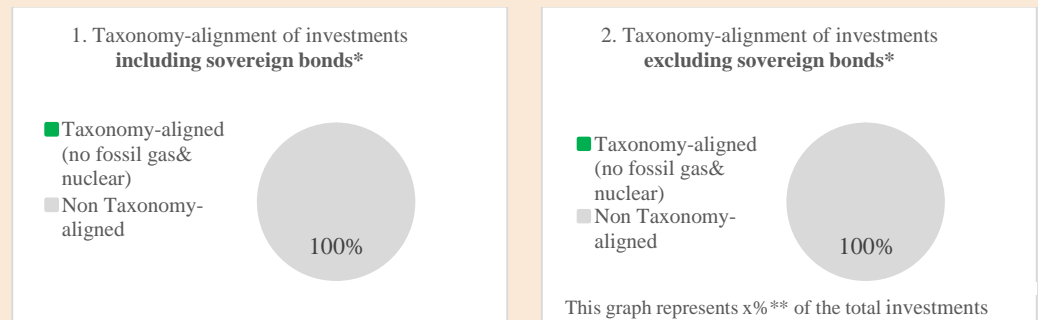 1. Taxonomy-alignment of investments
including sovereign bonds*
Taxonomy-aligned
(no fossil gas&
nuclear)
Non Taxonomy-
aligned
100%
2. Taxonomy-alignment of investments
excluding sovereign bonds*
Taxonomy-aligned
(no fossil gas&
nuclear)
Non Taxonomy-
aligned
100%
This graph represents x%** of the total investments